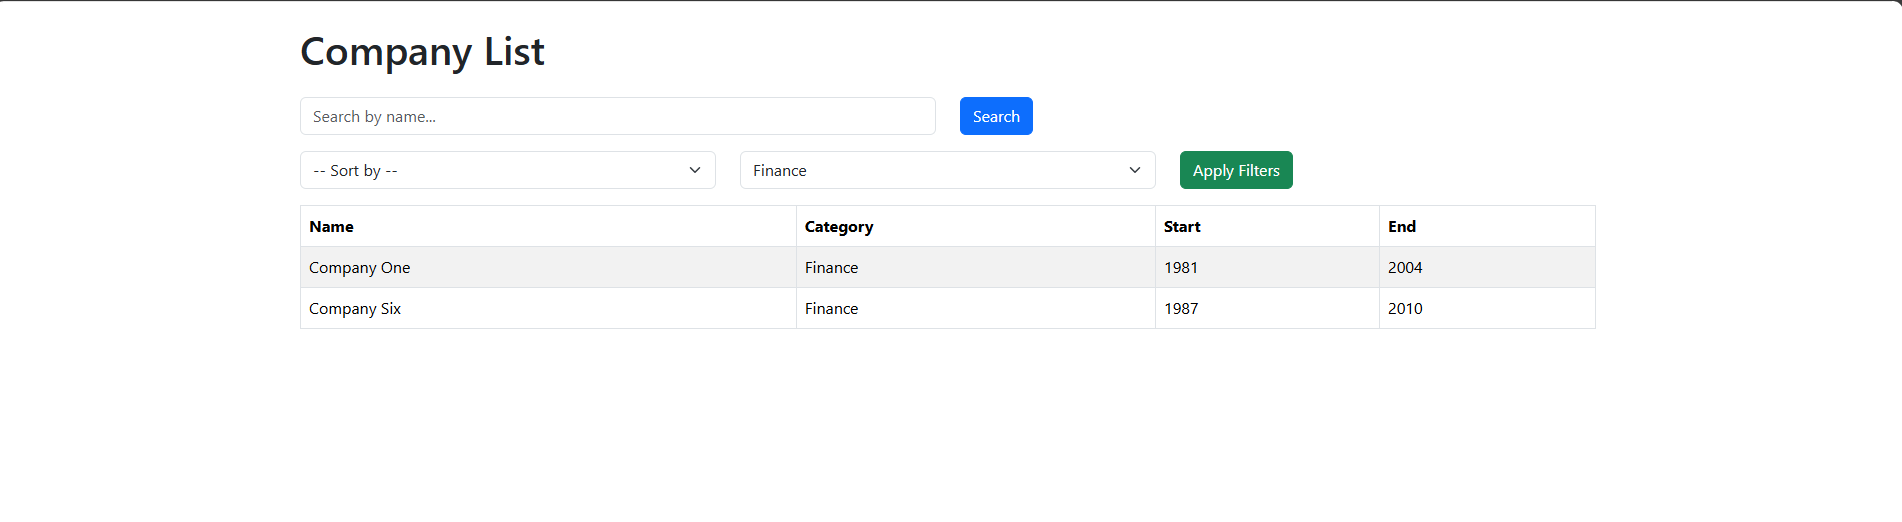 Company List
Search by name...
Search
-- Sort by --
Finance
Apply Filters
Name Category Start End
Company One Finance 1981 2004
Company Six Finance 1987 2010